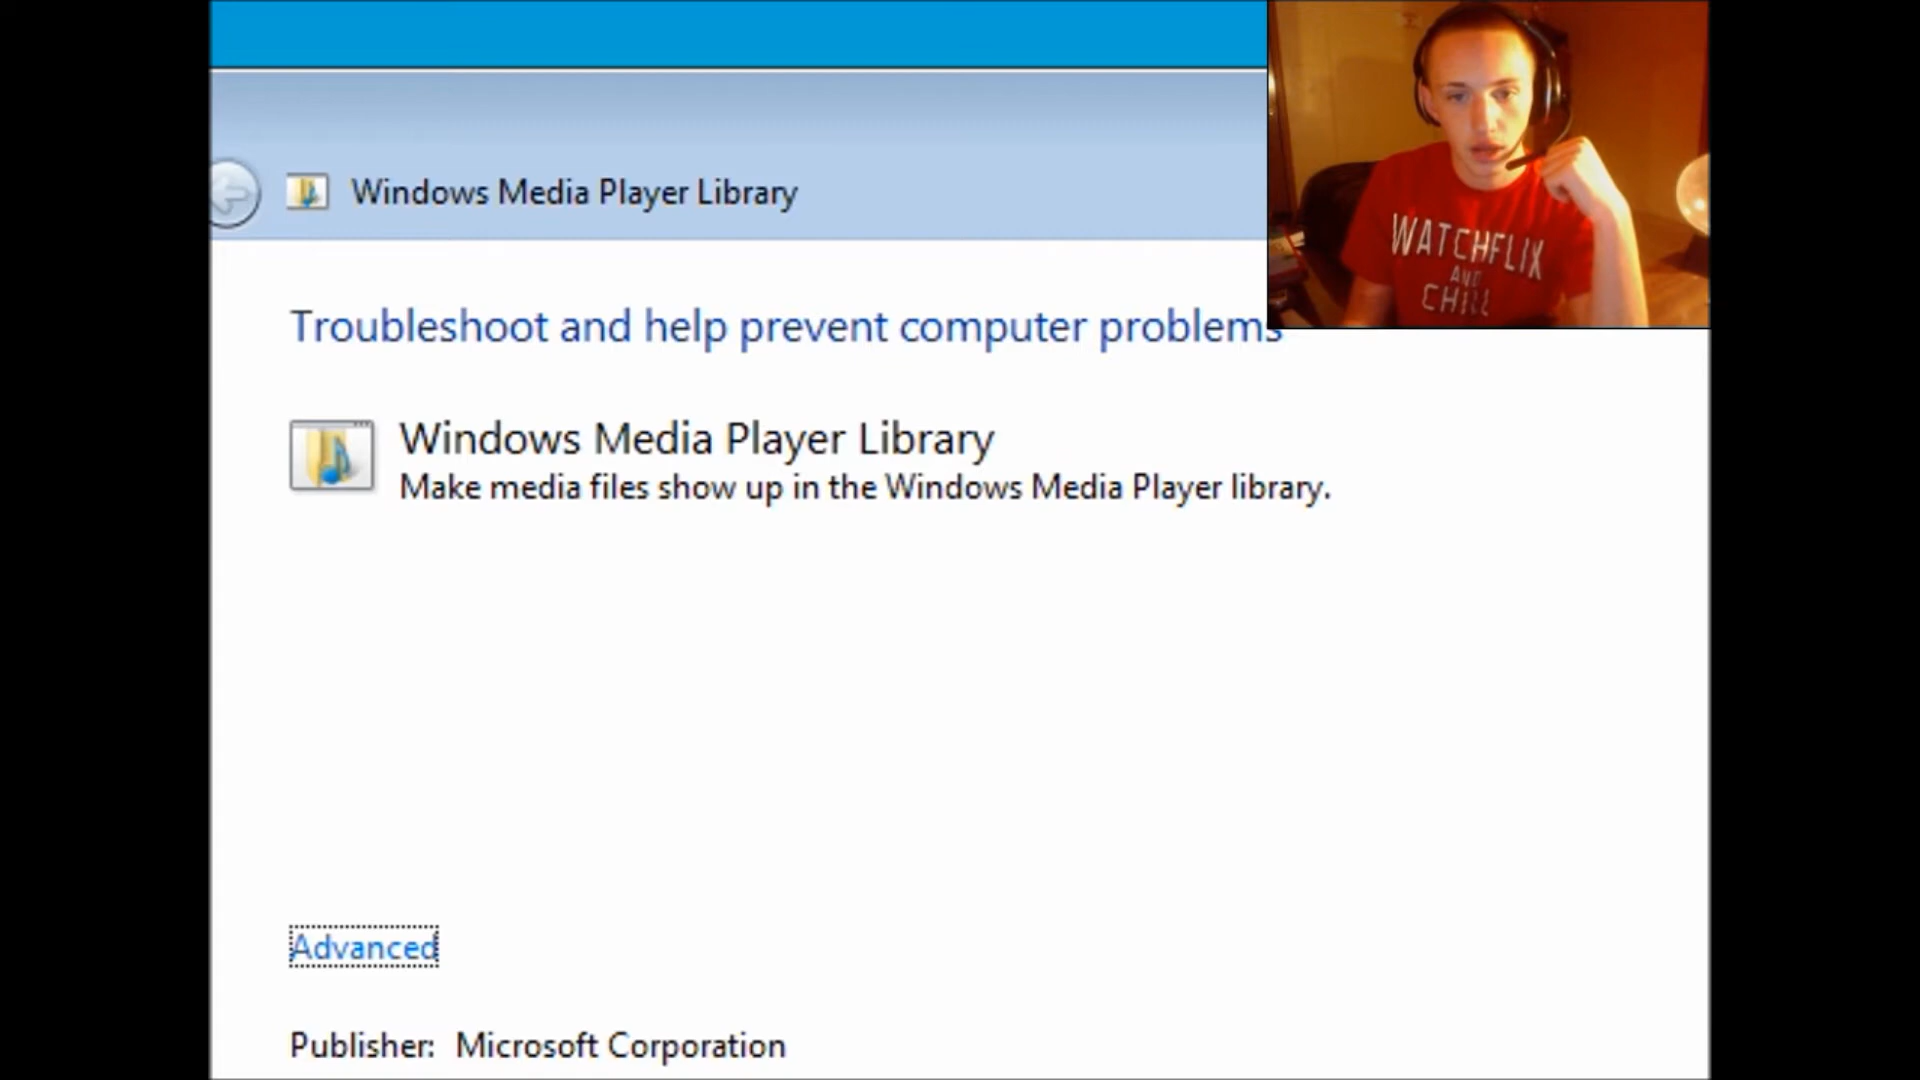 Windows Media Player Library
WATCHFLIX
AND
CHILL
Troubleshoot and help prevent computer problems
Windows Media Player Library
Make media files show up in the Windows Media Player library.
Advanced
Publisher: Microsoft Corporation